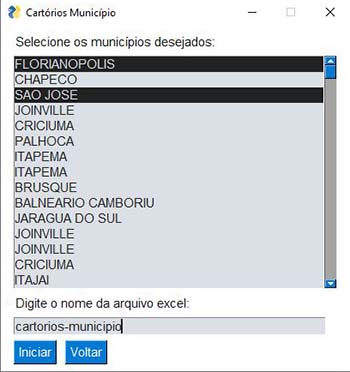 Cartórios Município
Selecione os municípios desejados:
FLORIANOPOLIS
CHAPECO
SAO JOSE
JOINVILLE
CRICIUMA
PALHOCA
ITAPEMA
ITAPEMA
BRUSQUE
BALNEARIO CAMBORIU
JARAGUA DO SUL
JOINVILLE
JOINVILLE
CRICIUMA
ITAJAI
Digite o nome da arquivo excel:
cartorios-municipio
Iniciar Voltar